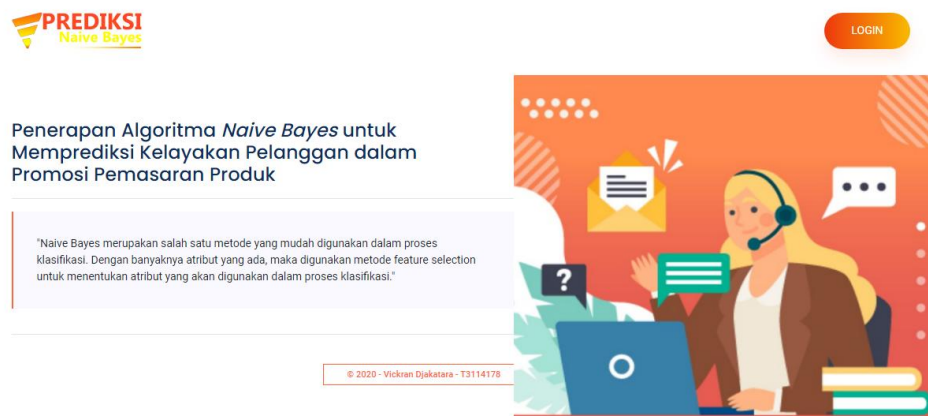 PREDIKSI
Naive Bayes
LOGIN
Penerapan Algoritma Naive Bayes untuk
Memprediksi Kelayakan Pelanggan dalam
Promosi Pemasaran Produk
"Naive Bayes merupakan salah satu metode yang mudah digunakan dalam proses
klasifikasi. Dengan banyaknya atribut yang ada, maka digunakan metode feature selection
untuk menentukan atribut yang akan digunakan dalam proses klasifikasi."
?
© 2020 - Vickran Djakatara - T3114178